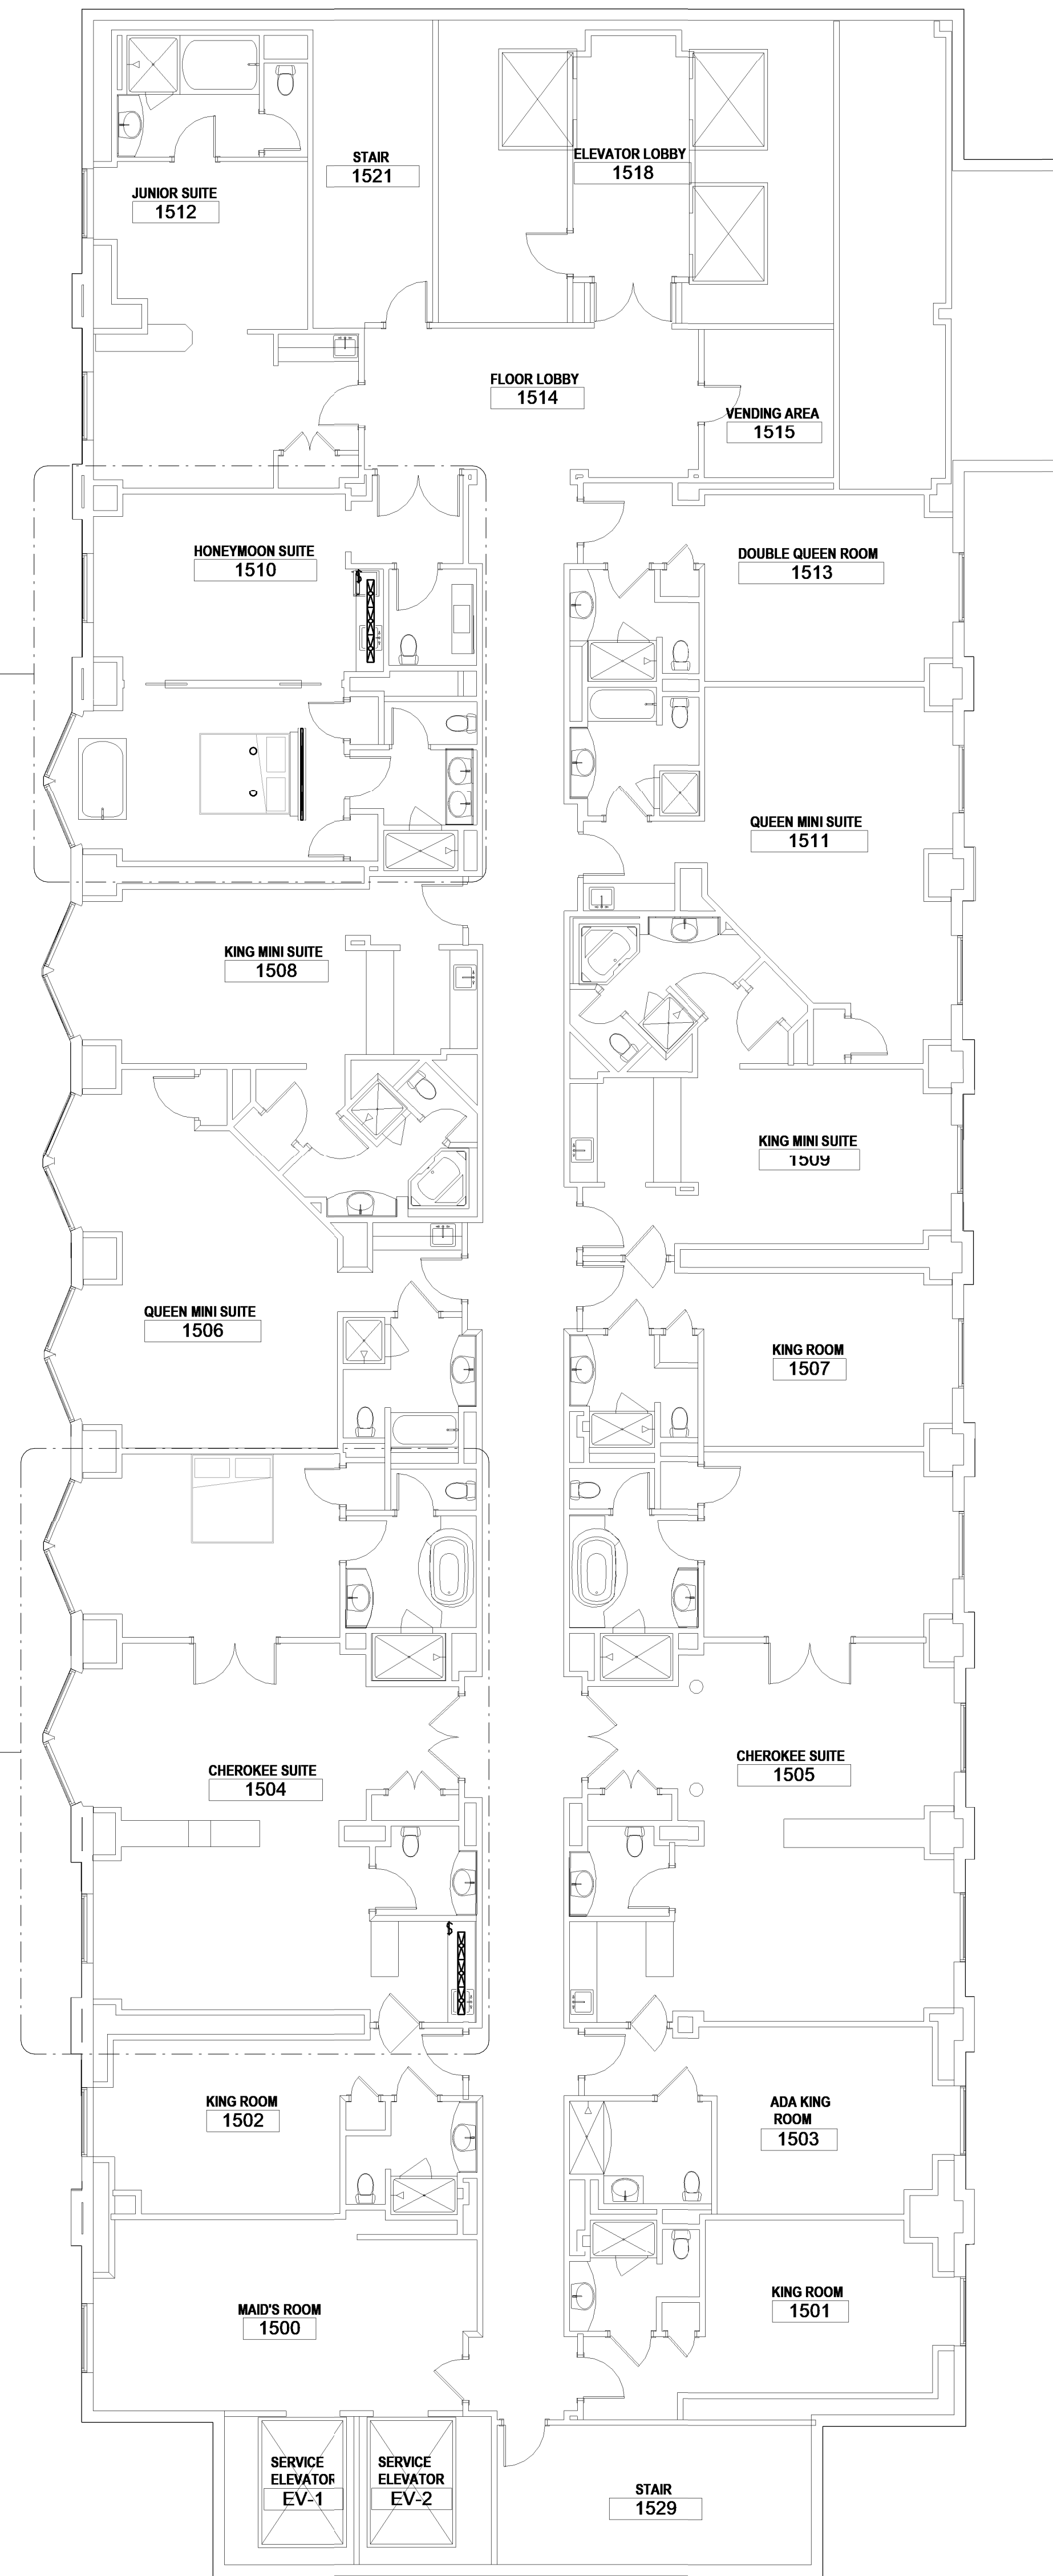 STAIR
1521
ELEVATOR LOBBY
1518
JUNIOR SUITE
1512
FLOOR LOBBY
1514
VENDING AREA
1515
HONEYMOON SUITE
1510
DOUBLE QUEEN ROOM
1513
$
QUEEN MINI SUITE
1511
KING MINI SUITE
1508
KING MINI SUITE
1509
QUEEN MINI SUITE
1506
KING ROOM
1507
CHEROKEE SUITE
1504
CHEROKEE SUITE
1505
$
KING ROOM
1502
ADA KING
ROOM
1503
MAID'S ROOM
1500
KING ROOM
1501
SERVICE
ELEVATOR
EV-1
SERVICE
ELEVATOR
EV-2
STAIR
1529